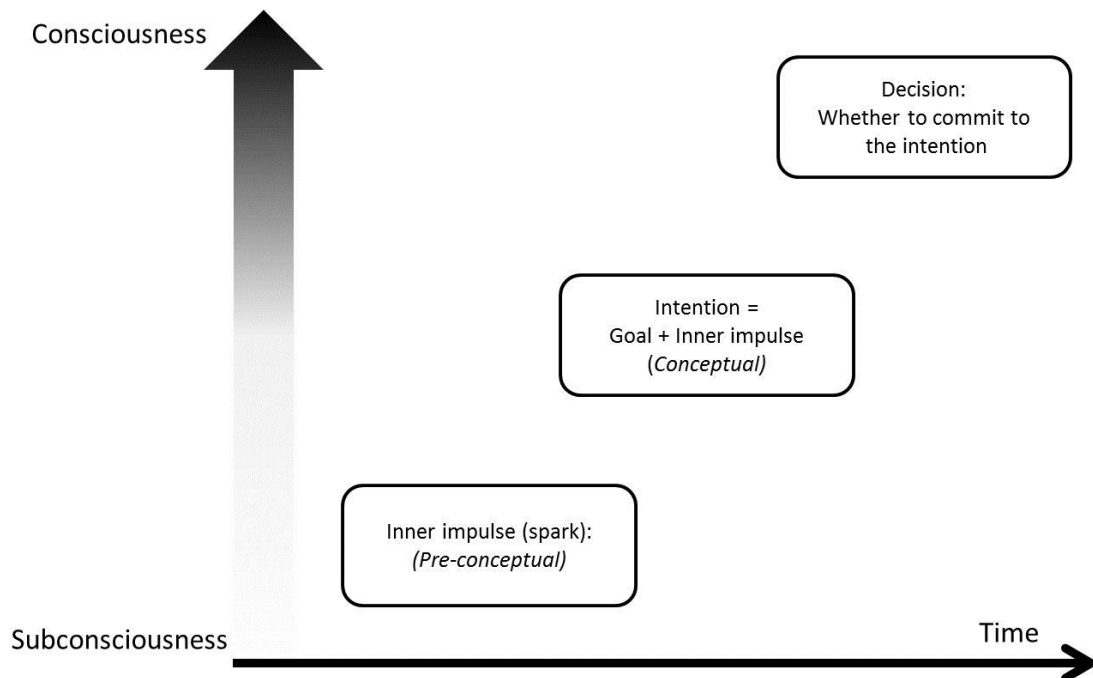 Consciousness
Decision:
Whether to commit to
the intention
Intention =
Goal + Inner impulse
(Conceptual)
Inner impulse (spark):
(Pre-conceptual)
Subconsciousness
Time